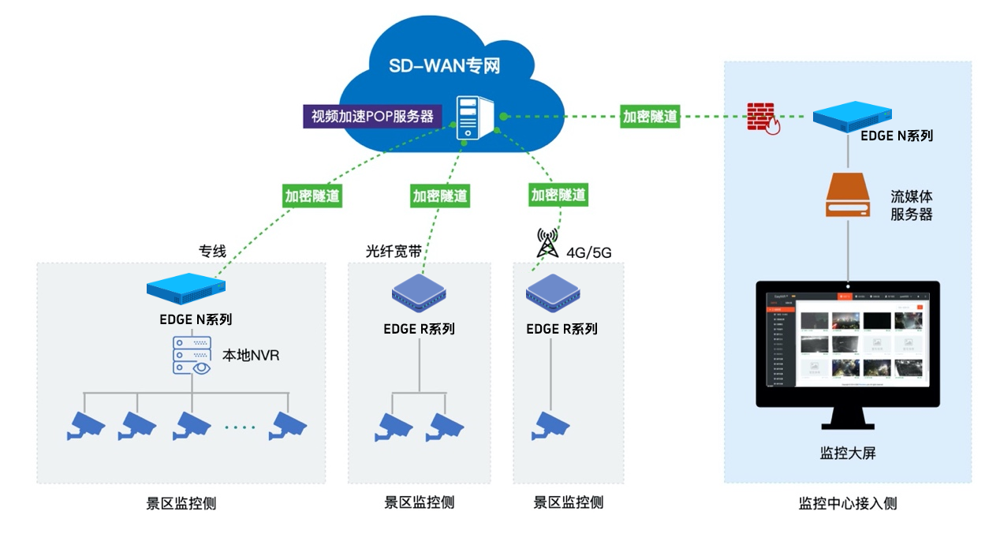 SD-WAN专网
视频加速POP服务器
加密隧道
EDGE N系列
加密隧道
加密隧道
加密隧道
流媒体
服务器
专线
光纤宽带
4G/5G
EDGE N系列
EDGE R系列
EDGE R系列
本地NVR
监控大屏
景区监控侧
景区监控侧
景区监控侧
监控中心接入侧